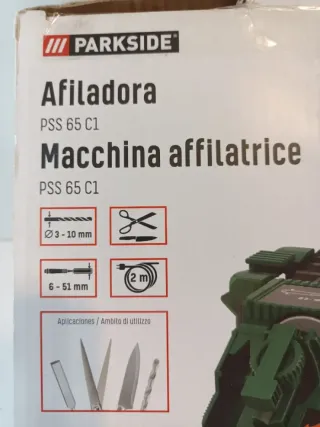 PARKSIDE®
Afiladora
PSS 65 C1
Macchina affilatrice
PSS 65 C1
Ø 3 - 10 mm
6 - 51 mm
2 m
Aplicaciones / Ambito di utilizzo